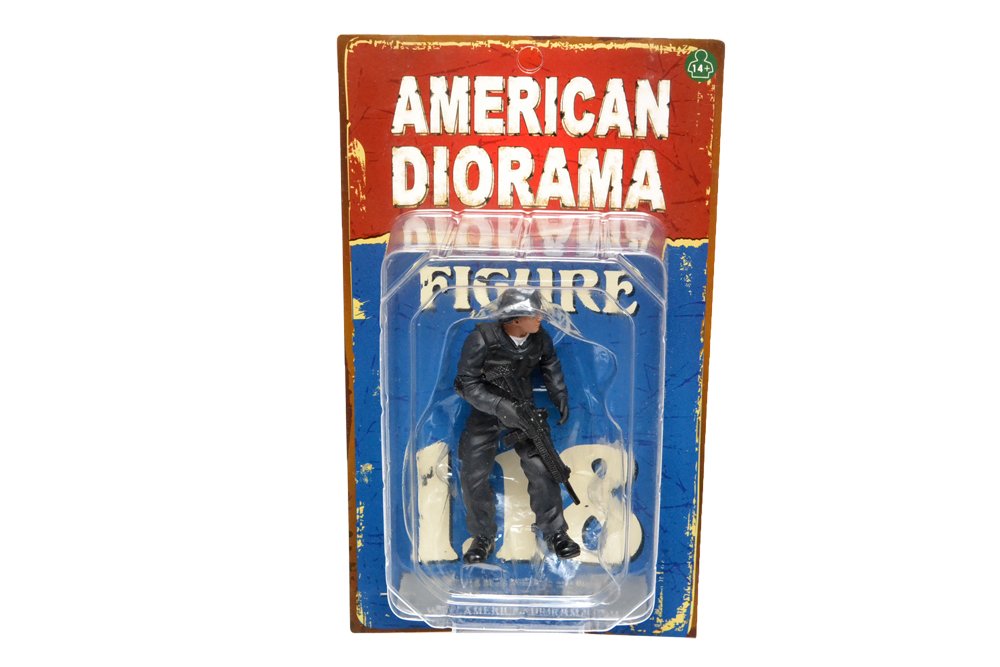 14+
AMERICAN
DIORAMA
FIGURE
1:18